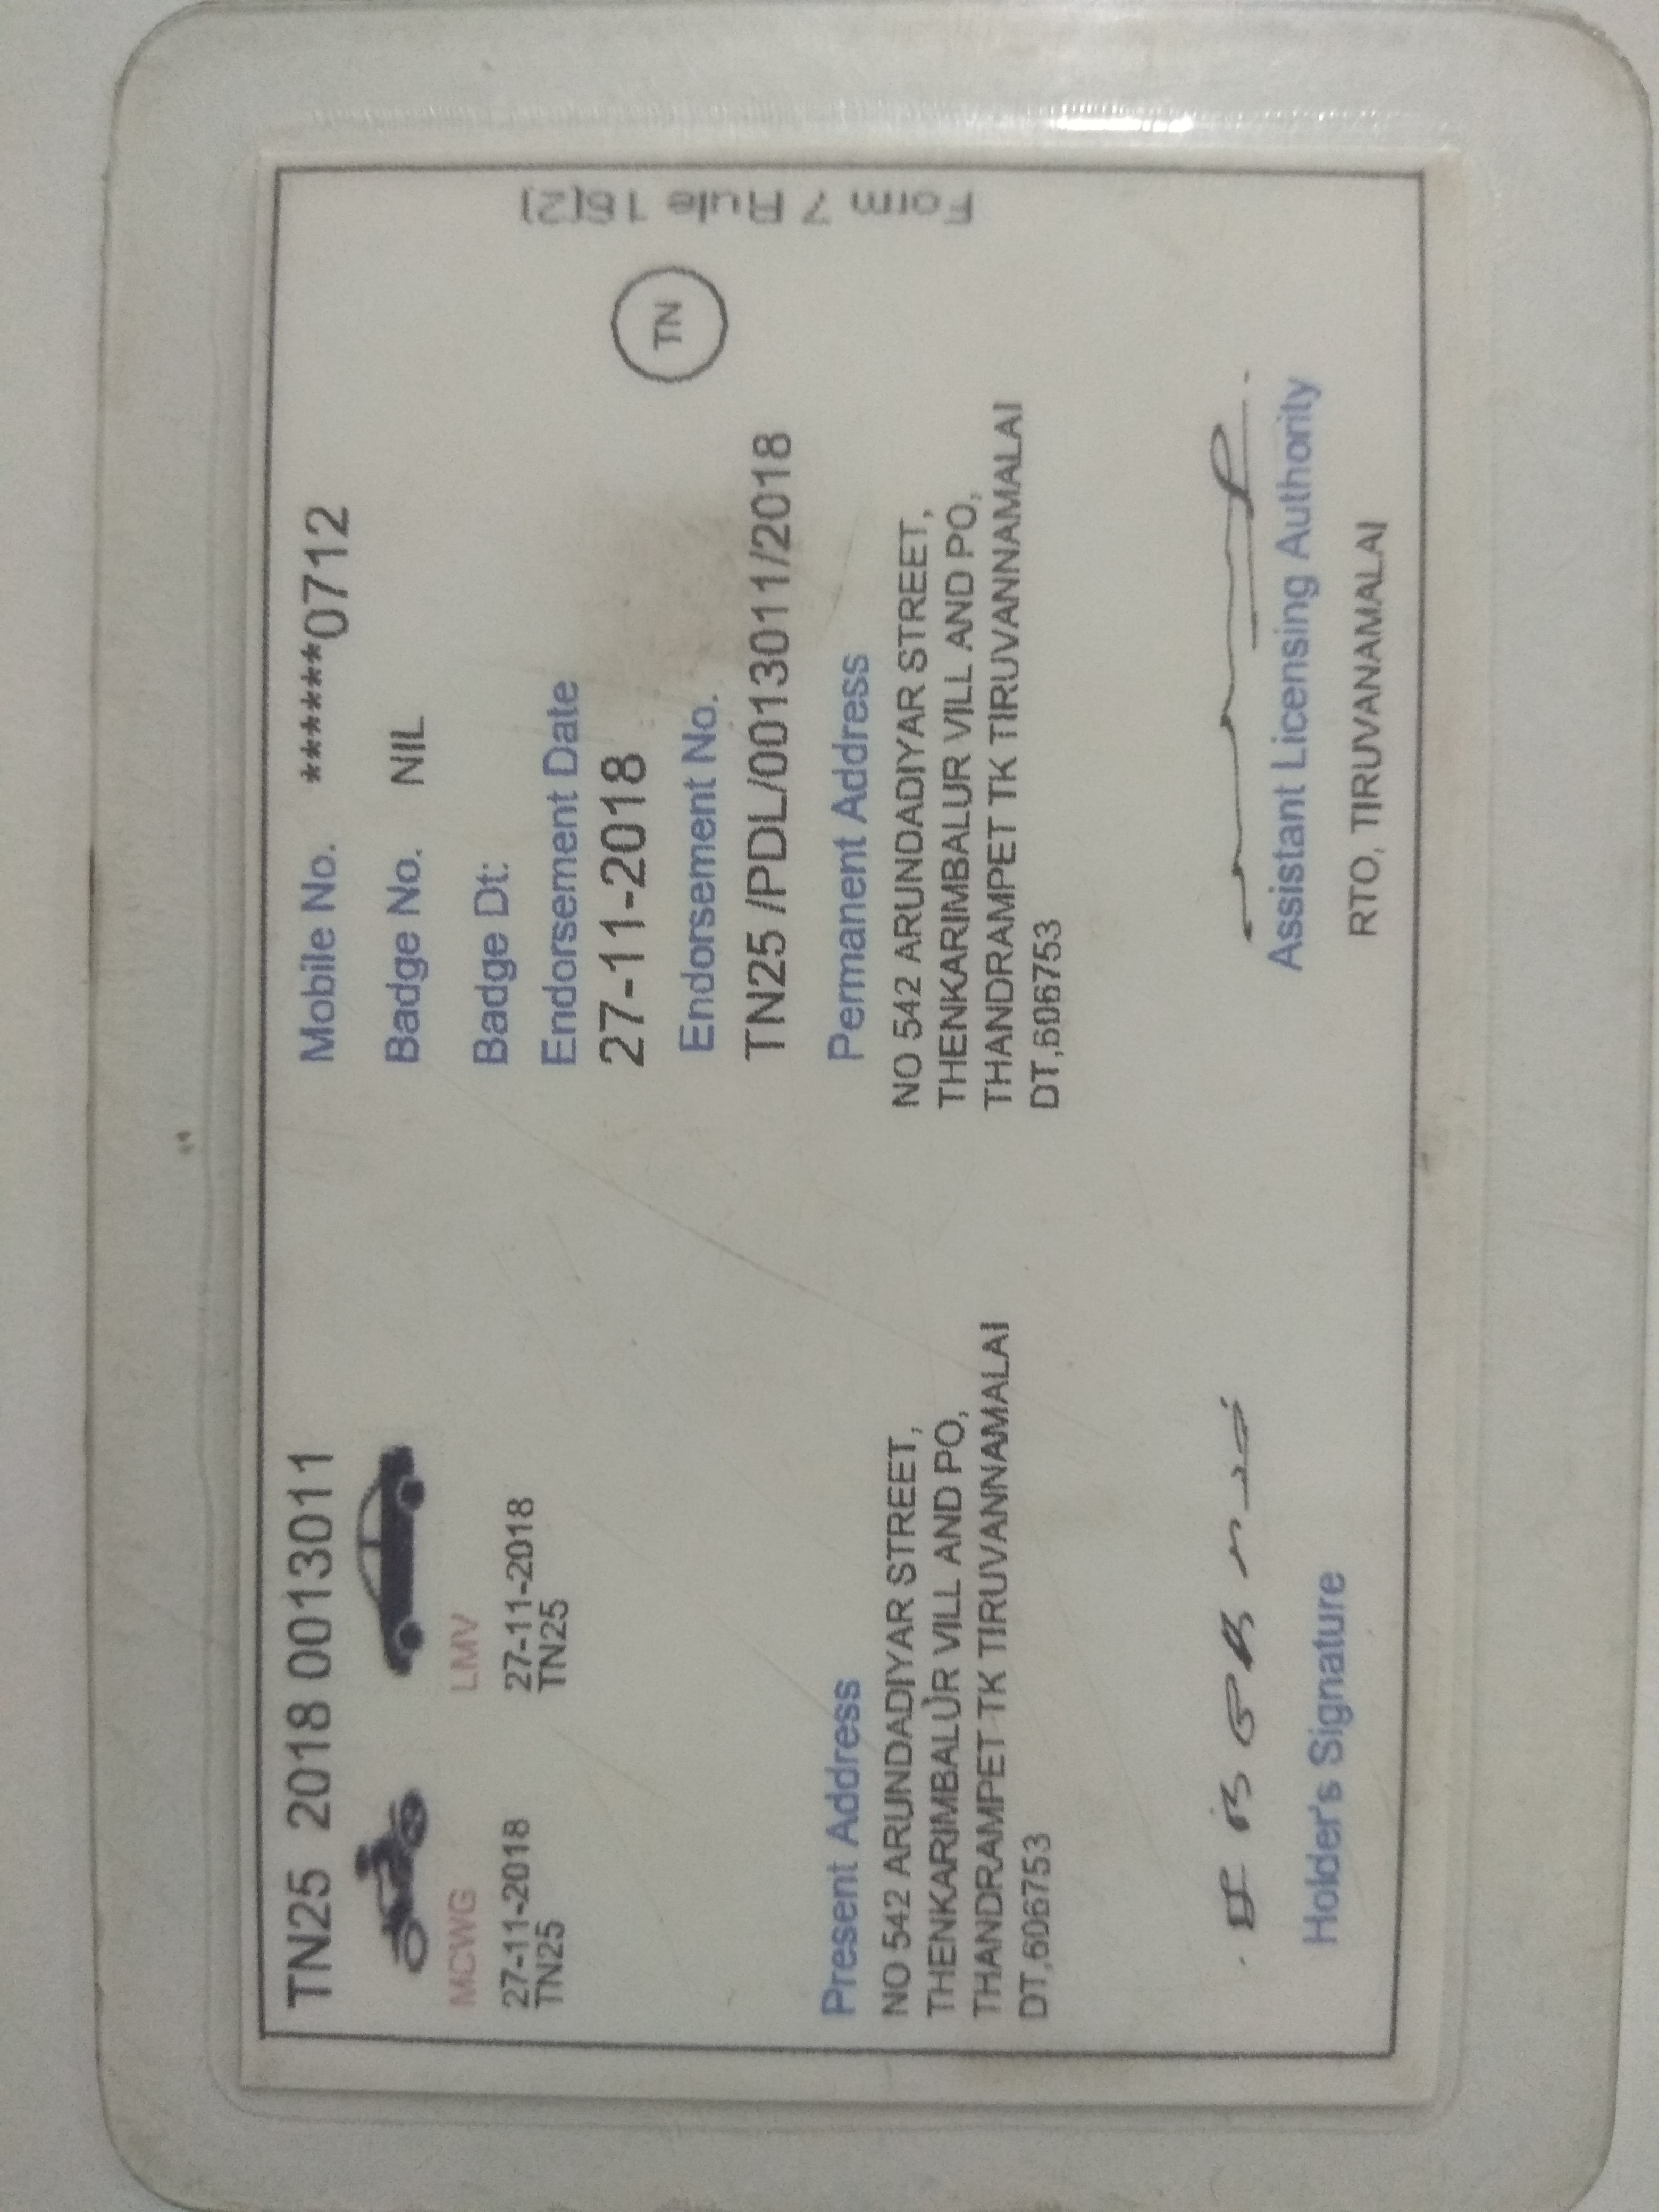 TN25 2018 0013011
MCWG
27-11-2018
TN25
LMV
27-11-2018
TN25
Present Address
NO 542 ARUNDADIYAR STREET,
THENKARIMBALUR VILL AND PO,
THANDRAMPET TK TIRUVANNAMALAI
DT,606753
Holder's Signature
Mobile No. ******0712
Badge No. NIL
Badge Dt:
Endorsement Date
27-11-2018
Endorsement No.
TN25 /PDL/0013011/2018
Permanent Address
NO 542 ARUNDADIYAR STREET,
THENKARIMBALUR VILL AND PO,
THANDRAMPET TK TIRUVANNAMALAI
DT,606753
Assistant Licensing Authority
RTO, TIRUVANAMALAI
TN
Form 7 Rule 16(2)